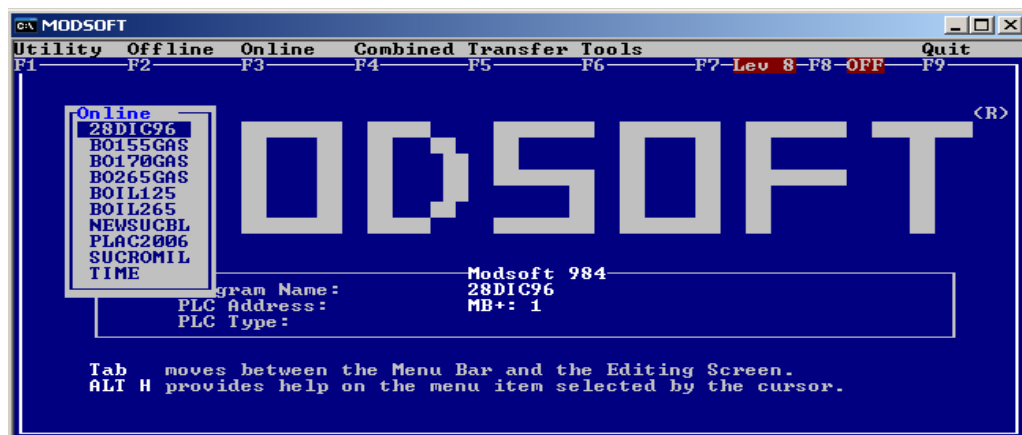 MODSOFT
Utility Offline Online Combined Transfer Tools Quit
F1 F2 F3 F4 F5 F6 F7 Lev 8 F8 OFF F9
Online
28DIC96
BO155GAS
BO170GAS
BO265GAS
BOIL125
BOIL265
NEWSUCBL
PLAC2006
SUCROMIL
TIME
ODSOFT (R)
Modsoft 984
gram Name: 28DIC96
PLC Address: MB+: 1
PLC Type:
Tab moves between the Menu Bar and the Editing Screen.
ALT H provides help on the menu item selected by the cursor.